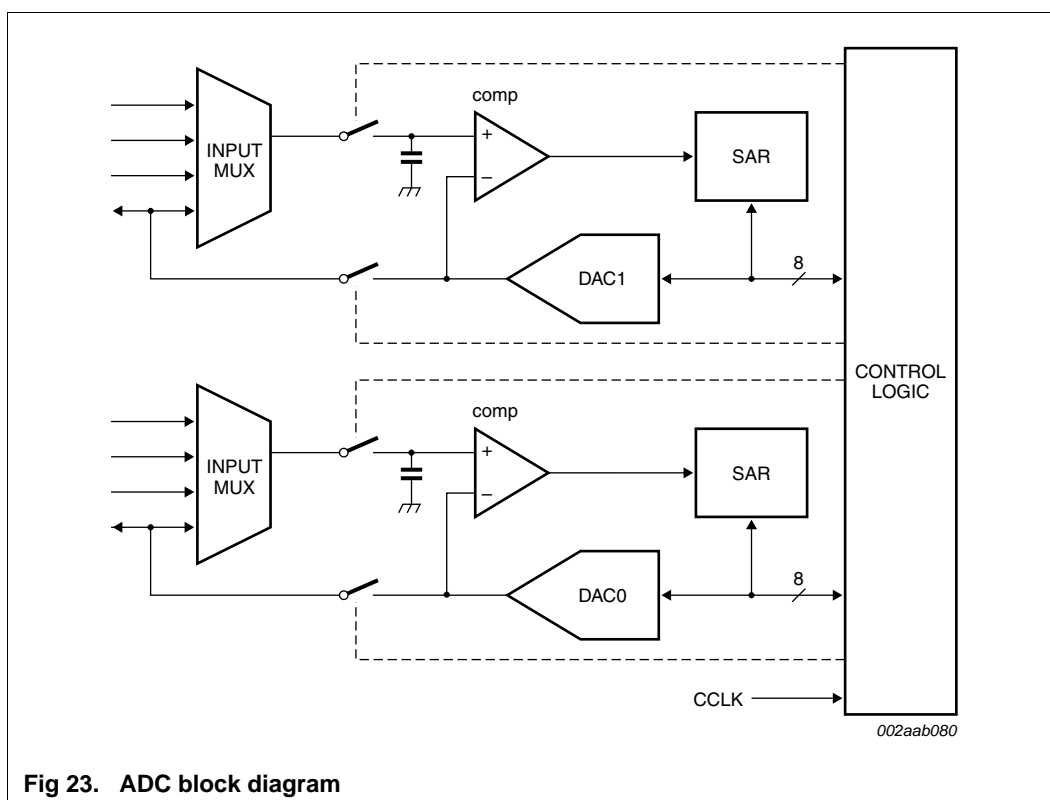 comp
INPUT
MUX
+
–
SAR
DAC1
8
CONTROL
LOGIC
comp
INPUT
MUX
+
–
SAR
DAC0
8
CCLK
002aab080
Fig 23. ADC block diagram